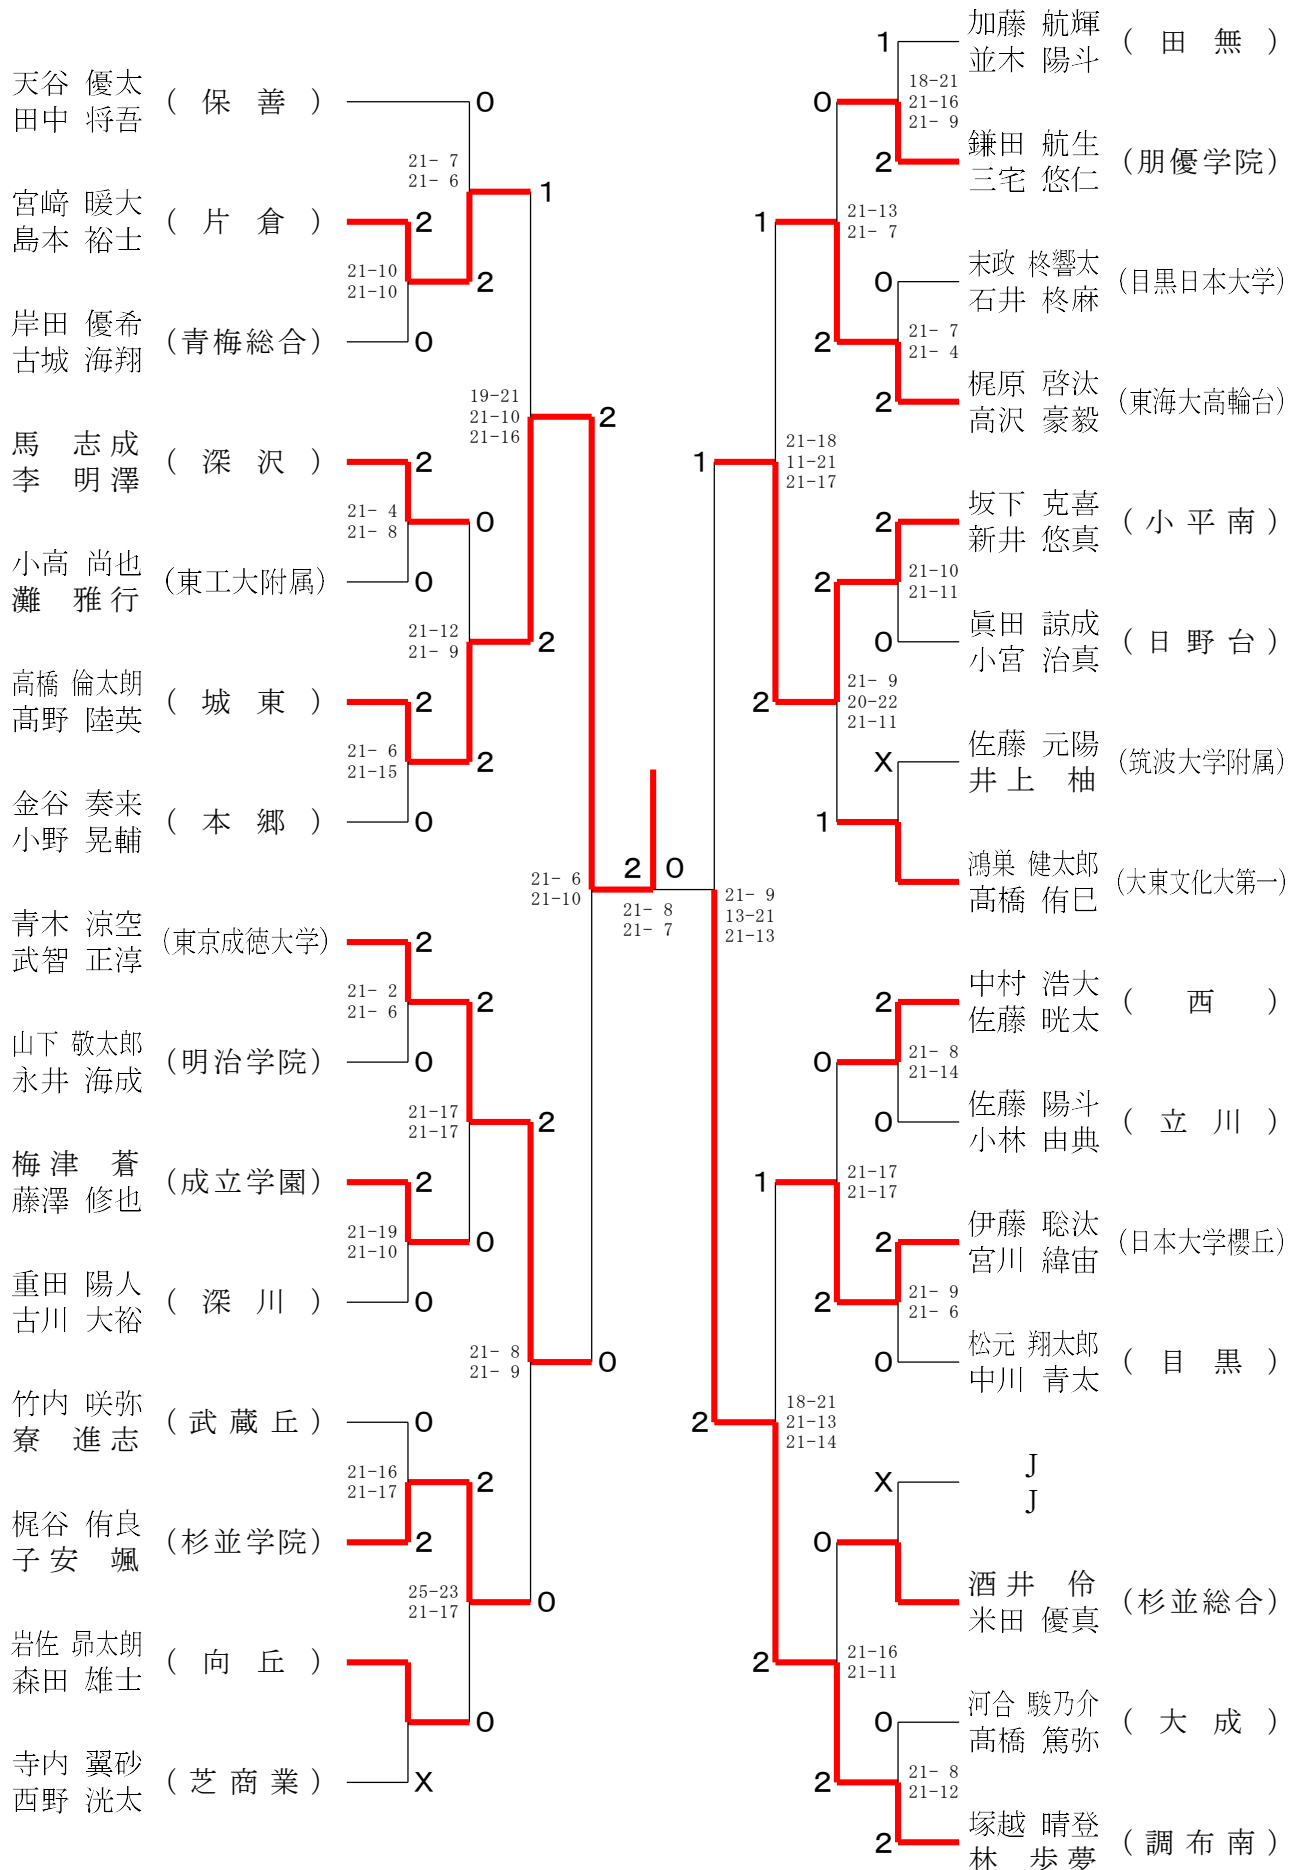 天谷 優太
田中 将吾
( 保 善 )
0
21- 7
21- 6
1
宮﨑 暖大
島本 裕士
( 片 倉 )
2
21-10
21-10
2
岸田 優希
古城 海翔
(青梅総合)
0
19-21
21-10
21-16
2
馬 志成
李 明澤
( 深 沢 )
2
21- 4
21- 8
0
小高 尚也
灘 雅行
(東工大附属)
0
21-12
21- 9
2
高橋 倫太朗
髙野 陸英
( 城 東 )
2
21- 6
21-15
2
金谷 奏来
小野 晃輔
( 本 郷 )
0
21- 6
21-10
2 0
21- 8
21- 7
青木 涼空
武智 正淳
(東京成徳大学)
2
21- 2
21- 6
2
山下 敬太郎
永井 海成
(明治学院)
0
21-17
21-17
2
梅津 蒼
藤澤 修也
(成立学園)
2
21-19
21-10
0
重田 陽人
古川 大裕
( 深 川 )
0
21- 8
21- 9
0
竹内 咲弥
寮 進志
( 武 蔵 丘 )
0
21-16
21-17
2
梶谷 侑良
子安 颯
(杉並学院)
2
25-23
21-17
0
岩佐 昴太朗
森田 雄士
( 向 丘 )
0
寺内 翼砂
西野 洸太
( 芝 商 業 )
X
1
加藤 航輝
並木 陽斗
( 田 無 )
0
18-21
21-16
21- 9
2
鎌田 航生
三宅 悠仁
(朋優学院)
1
21-13
21- 7
0
末政 柊響太
石井 柊麻
(目黒日本大学)
2
21- 7
21- 4
2
梶原 啓汰
高沢 豪毅
(東海大高輪台)
1
21-18
11-21
21-17
2
坂下 克喜
新井 悠真
( 小 平 南 )
2
21-10
21-11
0
眞田 諒成
小宮 治真
( 日 野 台 )
2
21- 9
20-22
21-11
X
佐藤 元陽
井上 柚
(筑波大学附属)
1
鴻巣 健太郎
髙橋 侑巳
(大東文化大第一)
21- 9
13-21
21-13
2
中村 浩大
佐藤 晄太
( 西 )
0
21- 8
21-14
0
佐藤 陽斗
小林 由典
( 立 川 )
1
21-17
21-17
2
伊藤 聡汰
宮川 緯宙
(日本大学櫻丘)
2
21- 9
21- 6
0
松元 翔太郎
中川 青太
( 目 黒 )
2
18-21
21-13
21-14
X
J
J
0
酒井 伶
米田 優真
(杉並総合)
2
21-16
21-11
0
河合 駿乃介
髙橋 篤弥
( 大 成 )
2
21- 8
21-12
2
塚越 晴登
林 歩夢
( 調 布 南 )